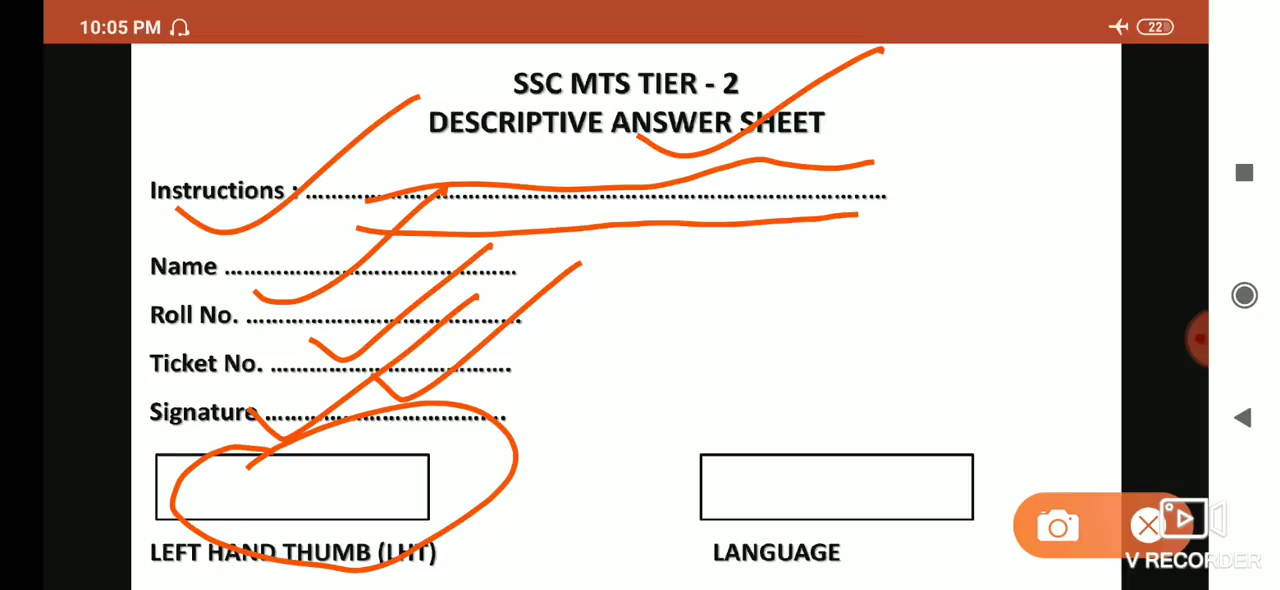 10:05 PM
22
SSC MTS TIER - 2
DESCRIPTIVE ANSWER SHEET
Instructions : ……………………………………………………………………………
Name ……………………………………
Roll No. ……………………………………
Ticket No. ………………………………
Signature ………………………………
LEFT HAND THUMB (LHT)
LANGUAGE
V RECORDER